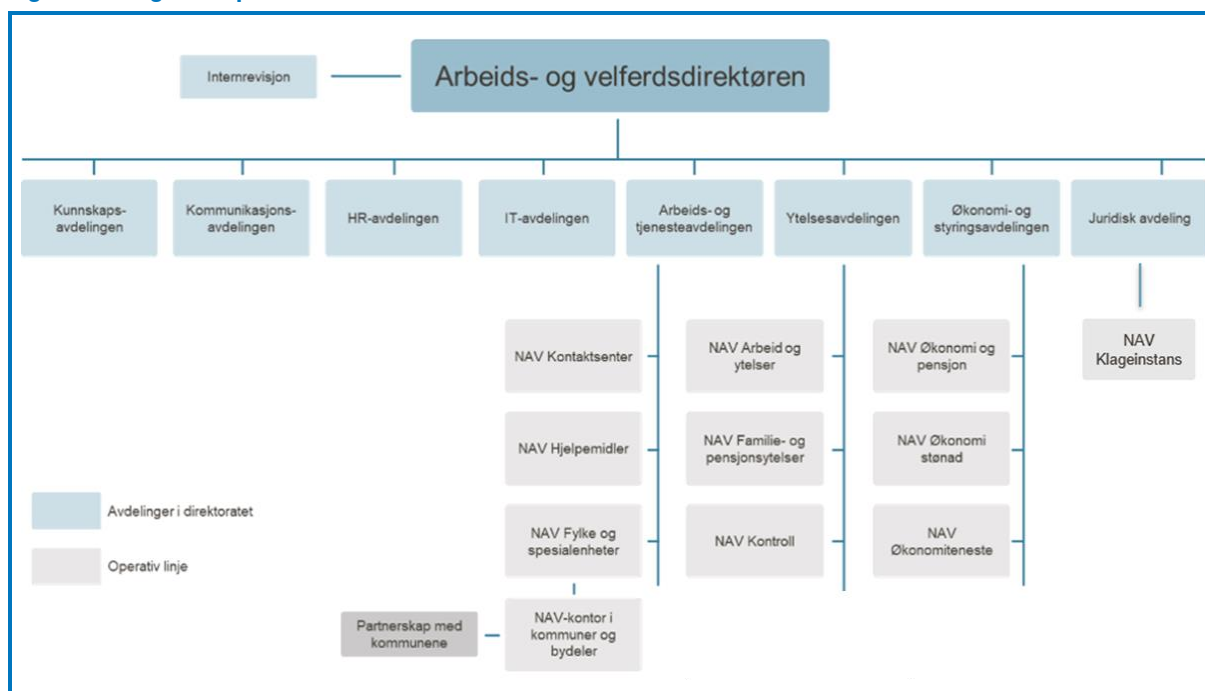 Internrevisjon
Arbeids- og velferdsdirektøren
Kunnskaps-
avdelingen
Kommunikasjons-
avdelingen
HR-avdelingen
IT-avdelingen
Arbeids- og
tjenesteavdelingen
Ytelsesavdelingen
Økonomi- og
styringsavdelingen
Juridisk avdeling
NAV Kontaktsenter
NAV Arbeid og
ytelser
NAV Økonomi og
pensjon
NAV
Klageinstans
NAV Hjelpemidler
NAV Familie- og
pensjonsytelser
NAV Økonomi
stønad
NAV Fylke og
spesialenheter
NAV Kontroll
NAV
Økonomiteneste
Avdelinger i direktoratet
Operativ linje
Partnerskap med
kommunene
NAV-kontor i
kommuner og
bydeler